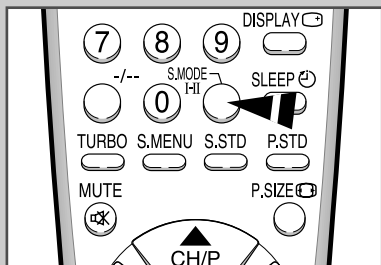 DISPLAY
7 8 9
-/-- S.MODE SLEEP
I-II
0
TURBO S.MENU S.STD P.STD
MUTE P.SIZE
CH/P